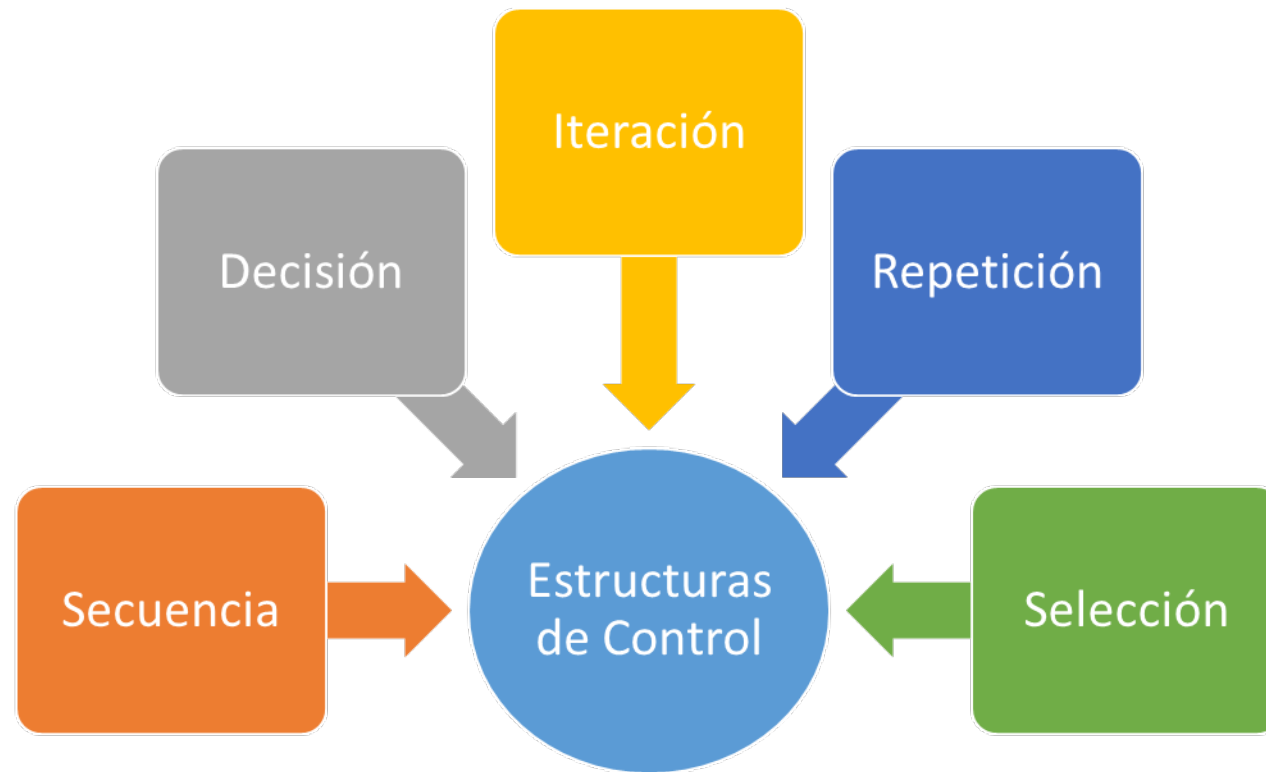 Iteración
Decisión
Repetición
Secuencia
Estructuras
de Control
Selección